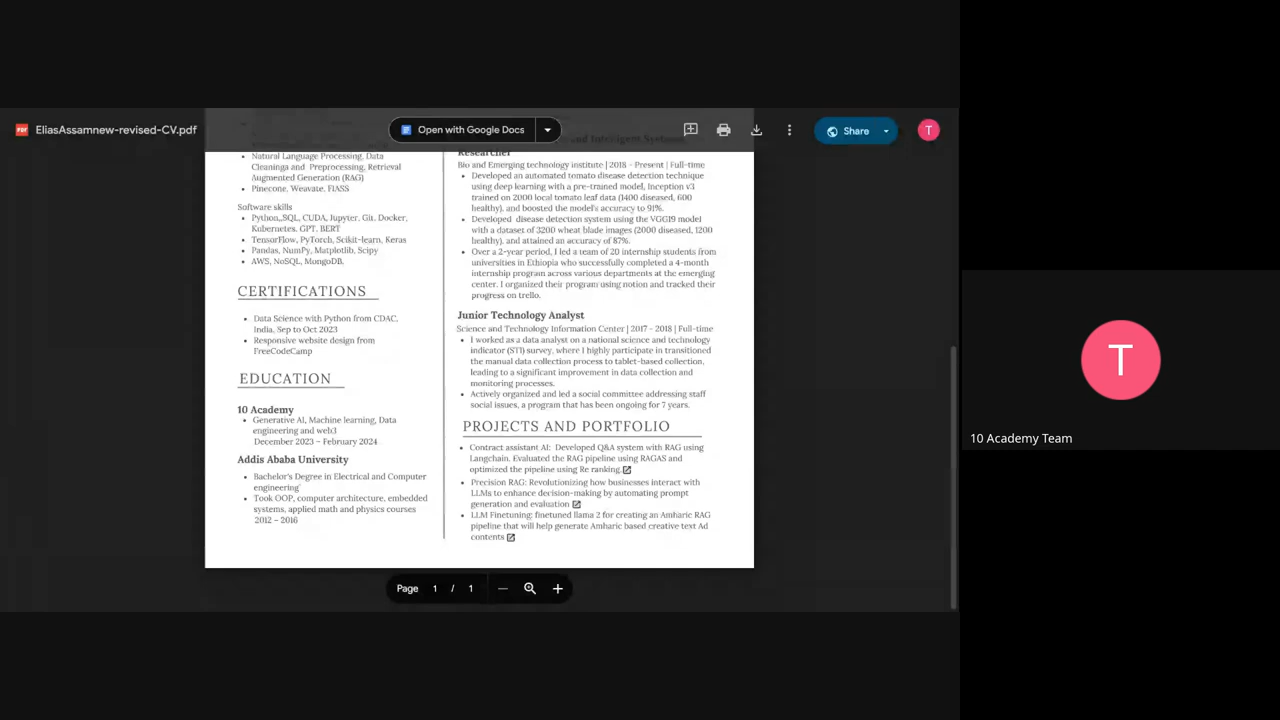 EliasAssamnew-revised-CV.pdf
Open with Google Docs
Share
T
Natural Language Processing, Data
Cleaninga and Preprocessing, Retrieval
Augmented Generation (RAG)
Pinecone, Weavate, FIASS
Software skills
Python,,SQL, CUDA, Jupyter, Git, Docker,
Kubernetes, GPT, BERT
TensorFlow, PyTorch, Scikit-learn, Keras
Pandas, NumPy, Matplotlib, Scipy
AWS, NoSQL, MongoDB,
CERTIFICATIONS
Data Science with Python from CDAC,
India, Sep to Oct 2023
Responsive website design from
FreeCodeCamp
EDUCATION
10 Academy
Generative AI, Machine learning, Data
engineering and web3
December 2023 – February 2024
Addis Ababa University
Bachelor's Degree in Electrical and Computer
engineering'
Took OOP, computer architecture, embedded
systems, applied math and physics courses
2012 – 2016
and Intelligent Systems
Researcher
Bio and Emerging technology institute | 2018 - Present | Full-time
Developed an automated tomato disease detection technique
using deep learning with a pre-trained model, Inception v3
trained on 2000 local tomato leaf data (1400 diseased, 600
healthy), and boosted the model's accuracy to 91%.
Developed disease detection system using the VGG19 model
with a dataset of 3200 wheat blade images (2000 diseased, 1200
healthy), and attained an accuracy of 87%.
Over a 2-year period, I led a team of 20 internship students from
universities in Ethiopia who successfully completed a 4-month
internship program across various departments at the emerging
center. I organized their program using notion and tracked their
progress on trello.
Junior Technology Analyst
Science and Technology Information Center | 2017 - 2018 | Full-time
I worked as a data analyst on a national science and technology
indicator (STI) survey, where I highly participate in transitioned
the manual data collection process to tablet-based collection,
leading to a significant improvement in data collection and
monitoring processes.
Actively organized and led a social committee addressing staff
social issues, a program that has been ongoing for 7 years.
PROJECTS AND PORTFOLIO
Contract assistant AI: Developed Q&A system with RAG using
Langchain. Evaluated the RAG pipeline using RAGAS and
optimized the pipeline using Re ranking.
Precision RAG: Revolutionizing how businesses interact with
LLMs to enhance decision-making by automating prompt
generation and evaluation
LLM Finetuning: finetuned llama 2 for creating an Amharic RAG
pipeline that will help generate Amharic based creative text Ad
contents
Page 1 / 1
T
10 Academy Team